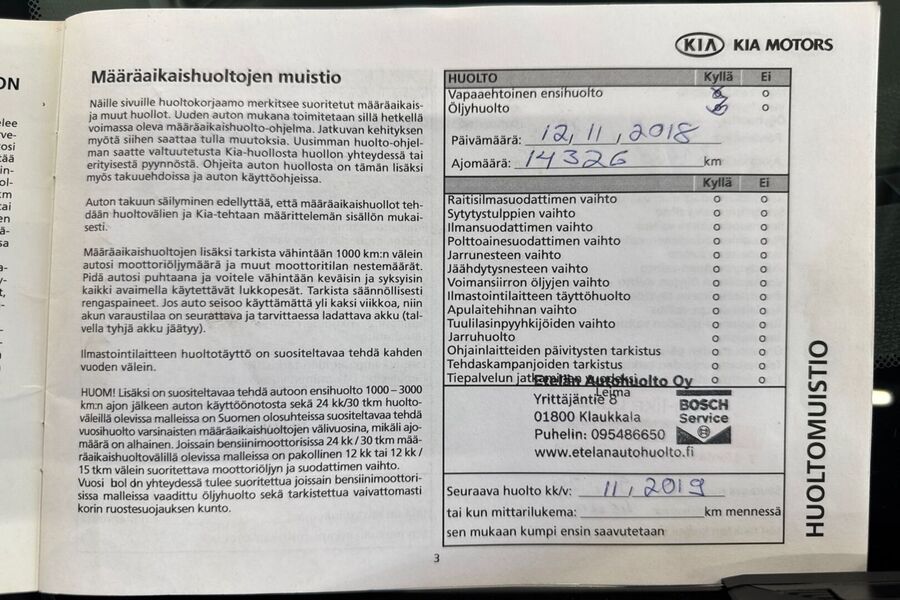 ON
KIA KIA MOTORS
Määräaikaishuoltojen muistio
Näille sivuille huoltokorjaamo merkitsee suoritetut määräaikais-
ja muut huollot. Uuden auton mukana toimitetaan sillä hetkellä
voimassa oleva määräaikaishuolto-ohjelma. Jatkuvan kehityksen
myötä siihen saattaa tulla muutoksia. Uusimman huolto-ohjel-
man saatte valtuutetusta Kia-huollosta huollon yhteydessä tai
erityisestä pyynnöstä. Ohjeita auton huollosta on tämän lisäksi
myös takuuehdoissa ja auton käyttöohjeissa.
Auton takuun säilyminen edellyttää, että määräaikaishuollot teh-
dään huoltovälien ja Kia-tehtaan määrittelemän sisällön mukai-
sesti.
Määräaikaishuoltojen lisäksi tarkista vähintään 1000 km:n välein
autosi moottoriöljymäärä ja muut moottoritilan nestemäärät.
Pidä autosi puhtaana ja voitele vähintään keväisin ja syksyisin
kaikki avaimella käytettävät lukkopesät. Tarkista säännöllisesti
rengaspaineet. Jos auto seisoo käyttämättä yli kaksi viikkoa, niin
akun varaustilaa on seurattava ja tarvittaessa ladattava akku (tal-
vella tyhjä akku jäätyy).
Ilmastointilaitteen huoltotäyttö on suositeltavaa tehdä kahden
vuoden välein.
HUOM! Lisäksi on suositeltavaa tehdä autoon ensihuolto 1000 – 3000
km:n ajon jälkeen auton käyttöönotosta sekä 24 kk/30 tkm huolto-
väleillä olevissa malleissa on Suomen olosuhteissa suositeltavaa tehdä
vuosihuolto varsinaisten määräaikaishuoltojen välivuosina, mikäli ajo-
määrä on alhainen. Joissain bensiinimoottorisissa 24 kk / 30 tkm mää-
räaikaishuoltovälillä olevissa malleissa on pakollinen 12 kk tai 12 kk /
15 tkm välein suoritettava moottoriöljyn ja suodattimen vaihto.
Vuosihuollon yhteydessä tulee suorittaa joissain bensiinimoottori-
sissa malleissa vaadittu öljyhuolto sekä tarkistettava vaivattomasti
korin ruostesuojauksen kunto.
HUOLTO Kyllä Ei
Vapaaehtoinen ensihuolto o o
Öljyhuolto o o
Päivämäärä: 12,11,2018
Ajomäärä: 14326 km
Kyllä Ei
Raitisilmasuodattimen vaihto o o
Sytytystulppien vaihto o o
Ilmansuodattimen vaihto o o
Polttoainesuodattimen vaihto o o
Jarrunesteen vaihto o o
Jäähdytysnesteen vaihto o o
Voimansiirron öljyjen vaihto o o
Ilmastointilaitteen täyttöhuolto o o
Apulaitehihnan vaihto o o
Tuulilasinpyyhkijöiden vaihto o o
Jarruhuolto o o
Ohjainlaitteiden päivitysten tarkistus o o
Tehdaskampanjoiden tarkistus o o
Tiepalvelun o o
Etelän Autohuolto Oy
Leima
Yrittäjäntie 8
01800 Klaukkala
Puhelin: 095486650
www.etelanautohuolto.fi
BOSCH
Service
Seuraava huolto kk/v: 11,2019
tai kun mittarilukema: km mennessä
sen mukaan kumpi ensin saavutetaan
HUOLTOMUISTIO
3